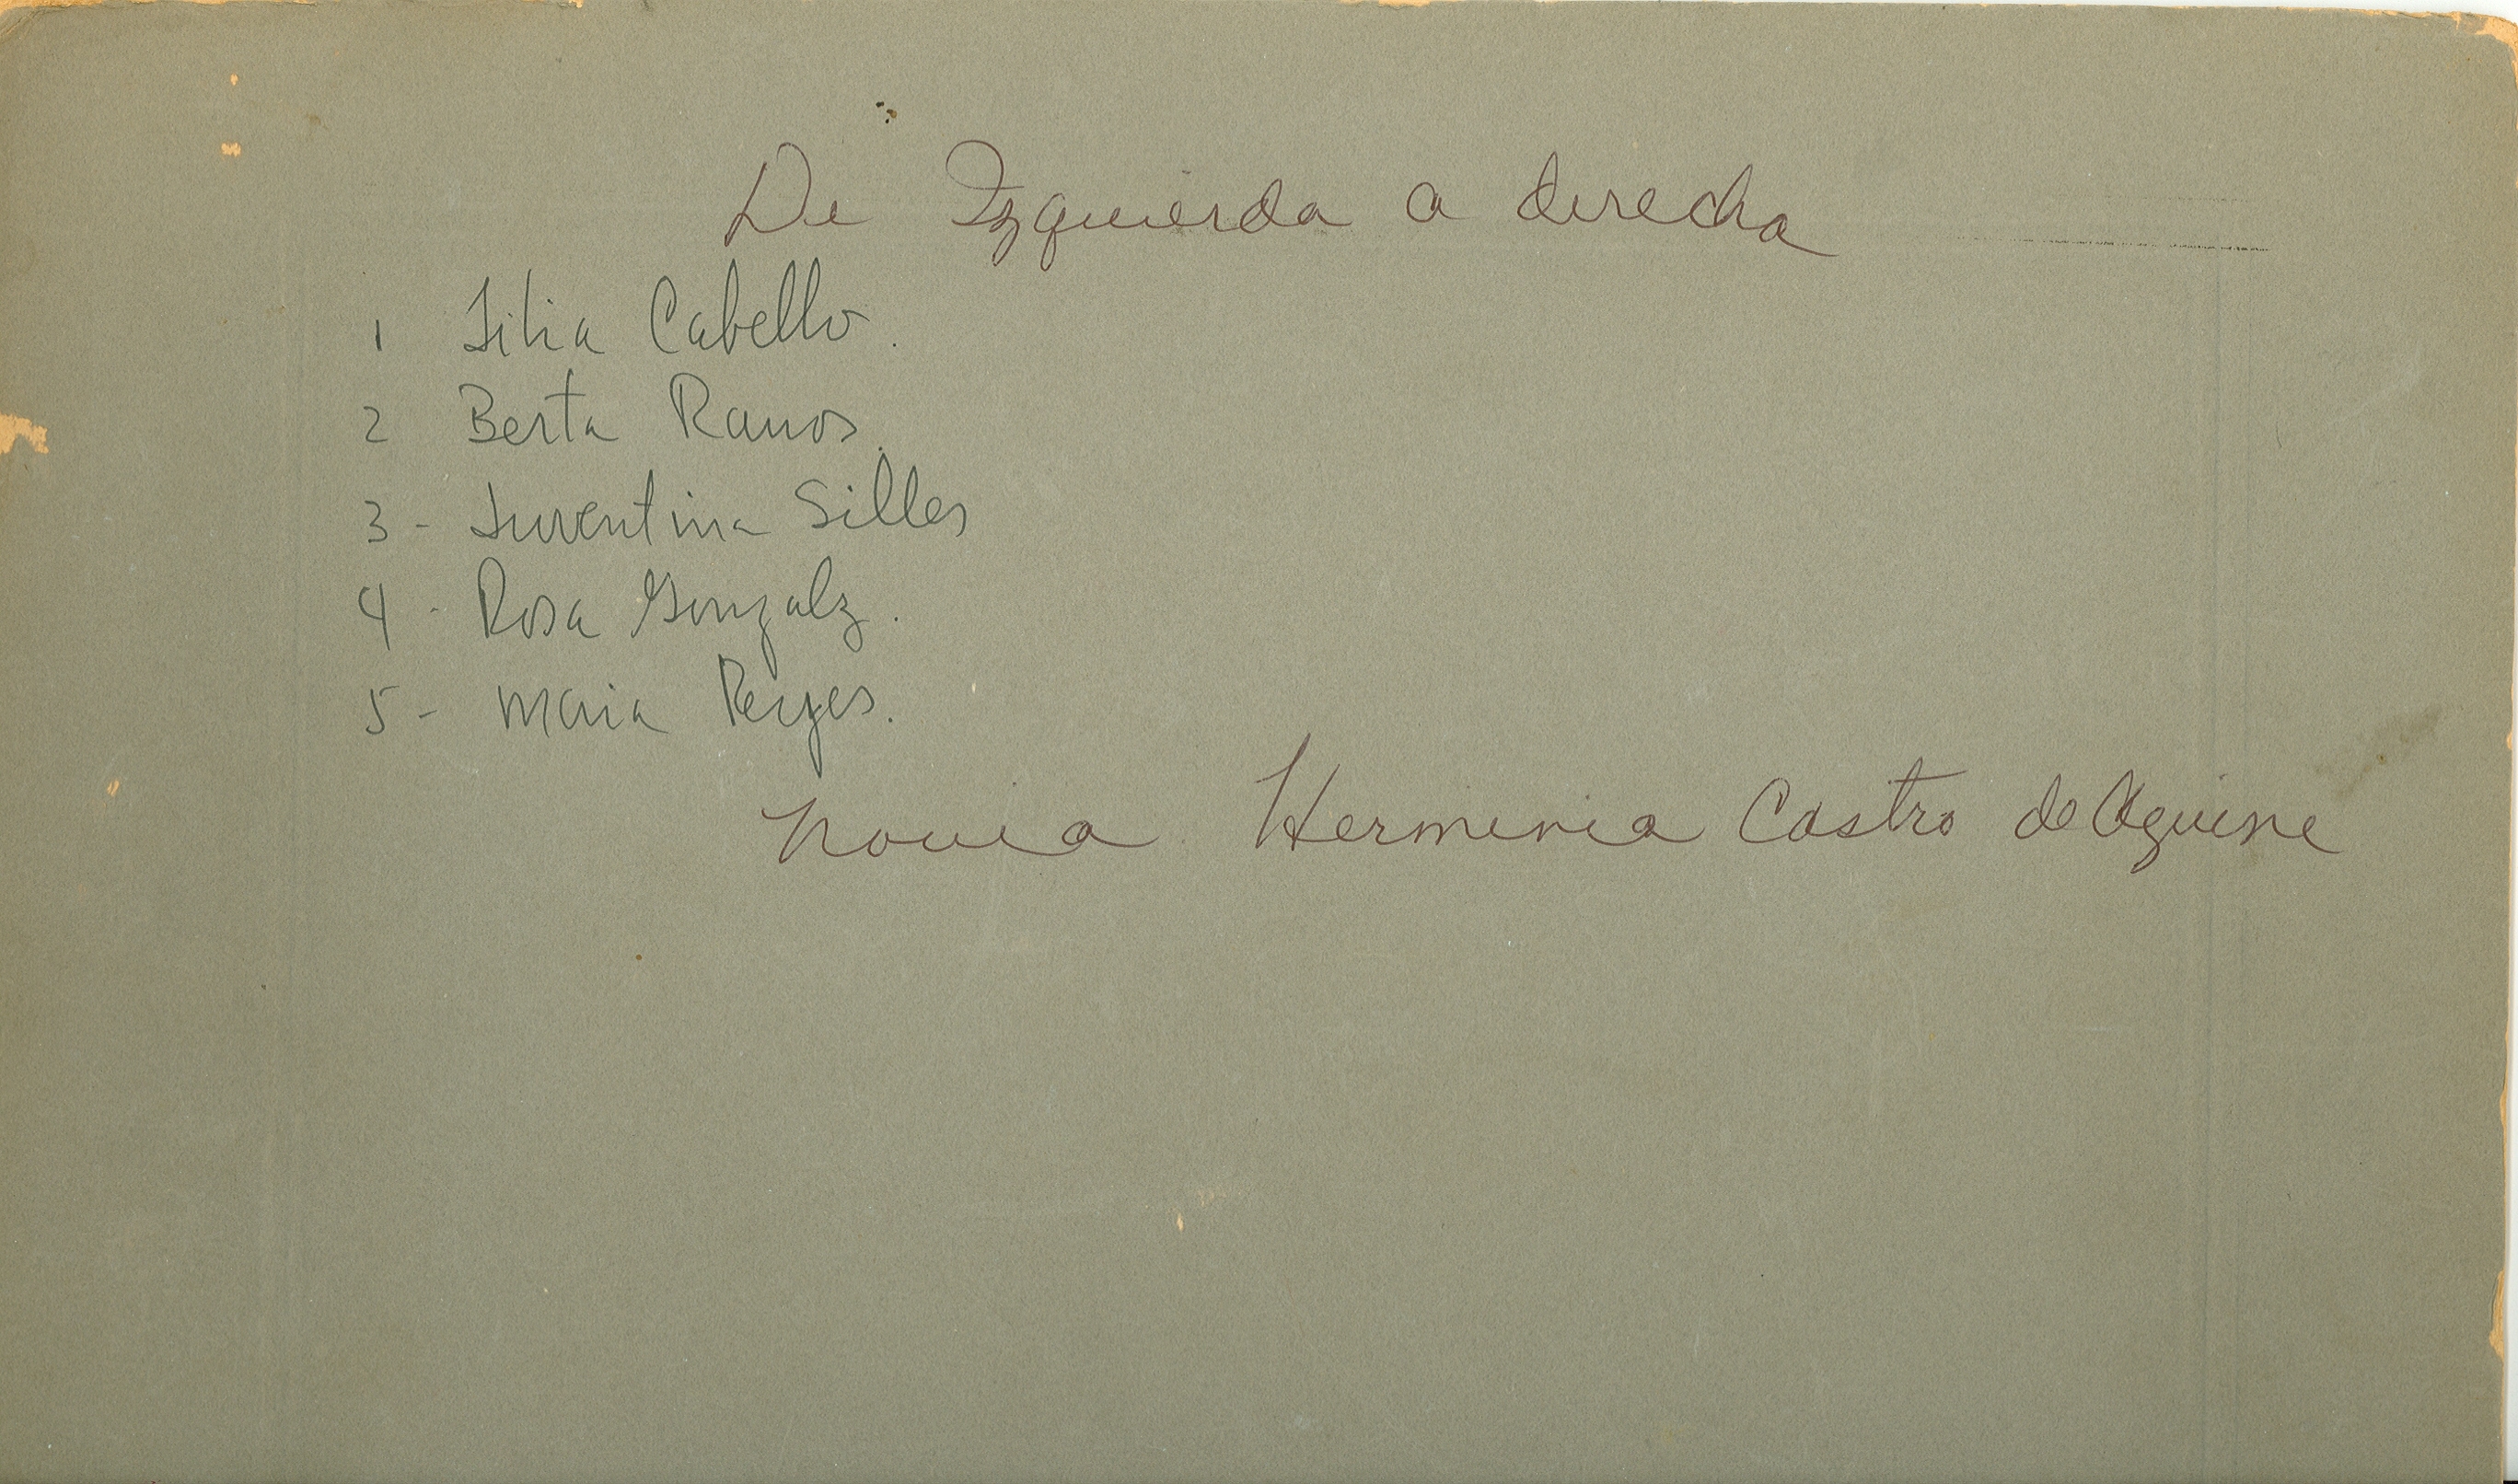 De Izquierda a derecha
1 Lilia Cabello.
2 Berta Ramos.
3 - Juventina Silles
4 - Rosa Gonzalz.
5 - Maria Reyes.
novia Herminia Castro de Aguirre